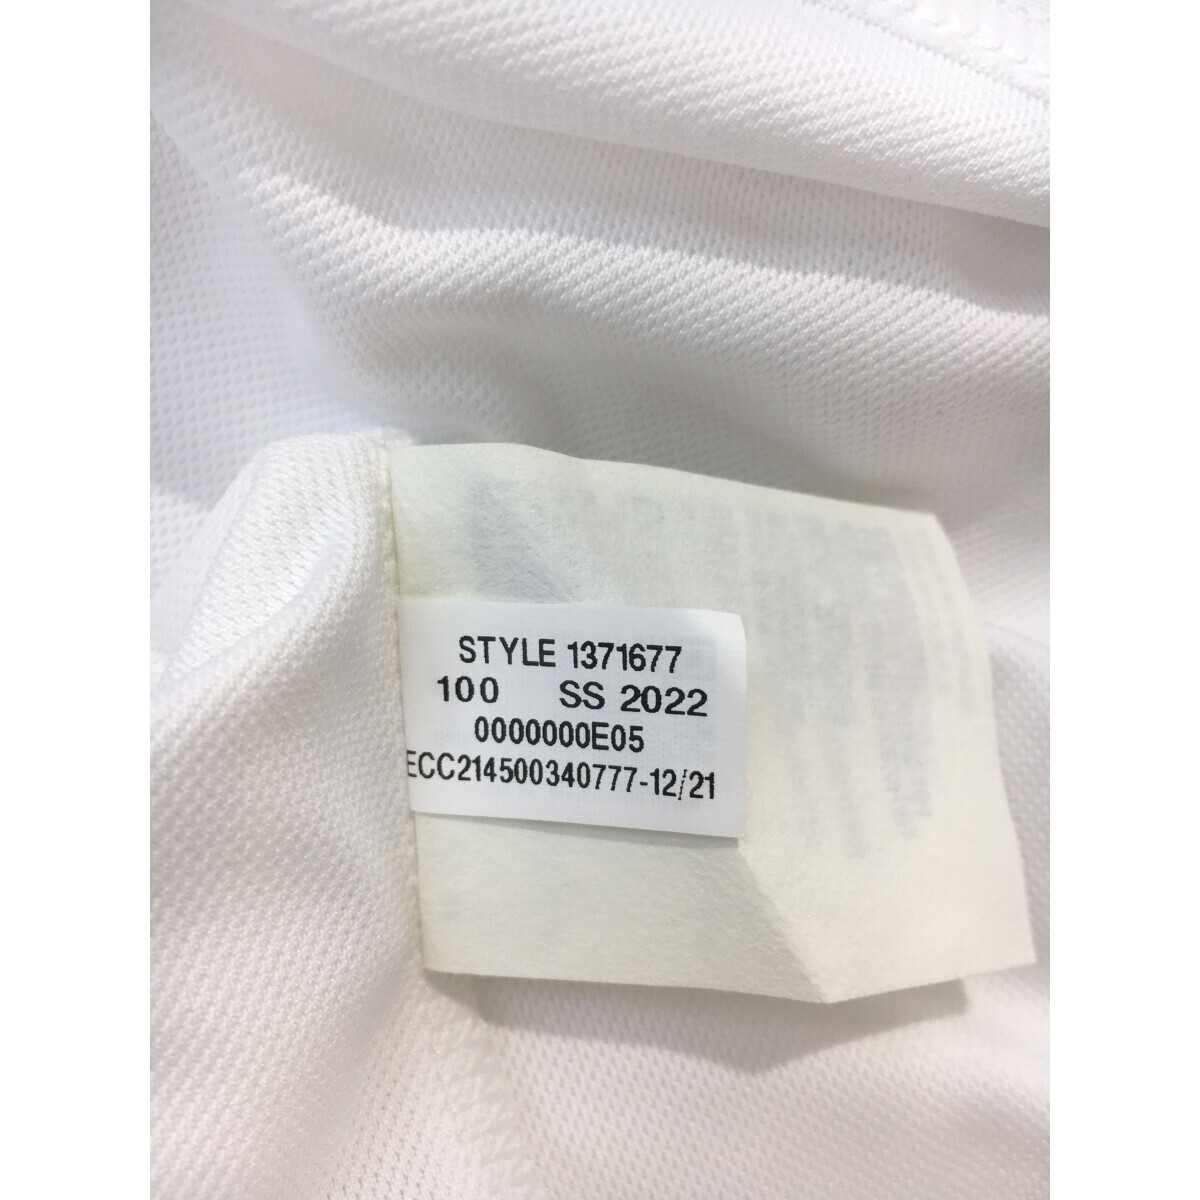 STYLE 1371677
100 SS 2022
0000000E05
ECC214500340777-12/21